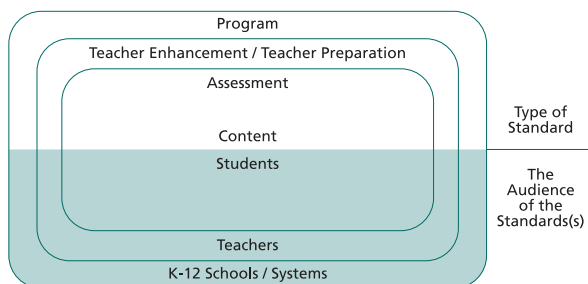 Program
Teacher Enhancement / Teacher Preparation
Assessment
Content
Students
Teachers
K-12 Schools / Systems
Type of
Standard
The
Audience
of the
Standards(s)